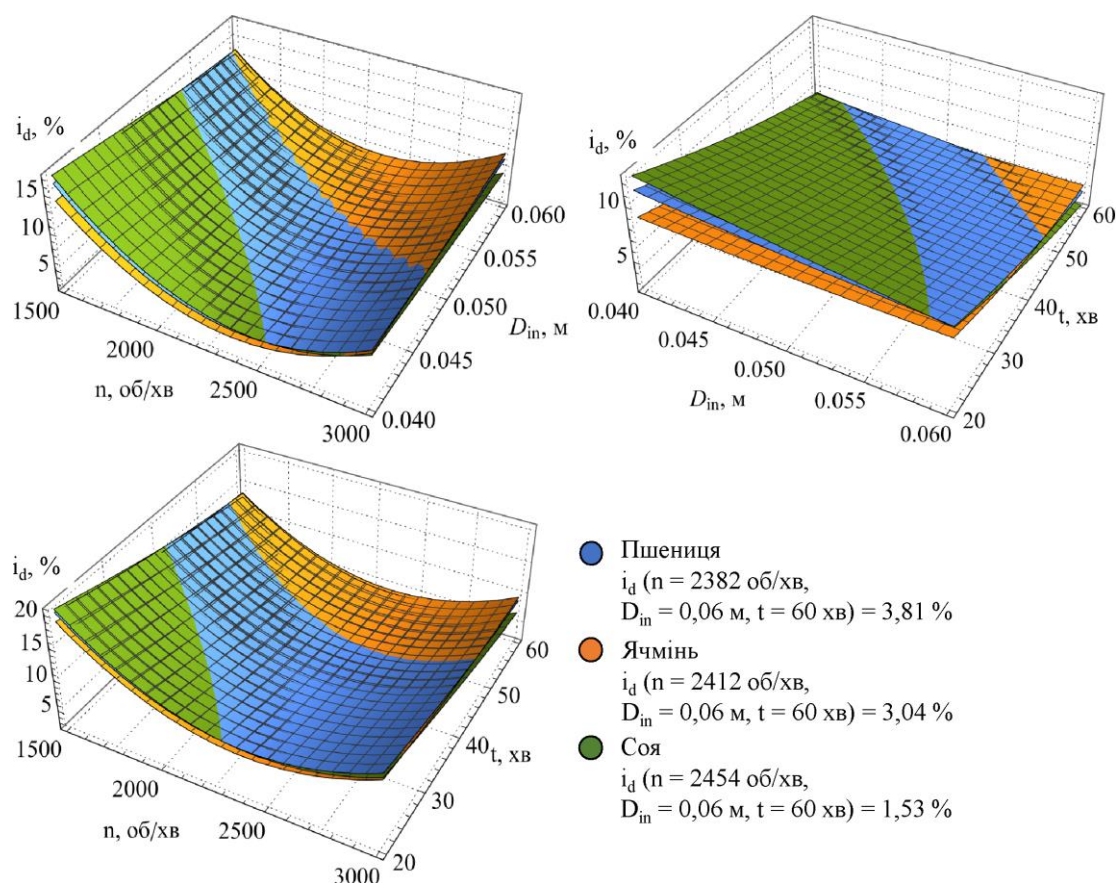 i_d, %
15
10
5
1500
2000
2500
3000
n, об/хв
0.040
0.045
0.050
0.055
0.060
D_in, м
i_d, %
10
5
0.040
0.045
0.050
0.055
0.060
D_in, м
20
30
40
50
60
t, хв
i_d, %
20
15
10
5
1500
2000
2500
3000
n, об/хв
20
30
40
50
60
t, хв
Пшениця
i_d (n = 2382 об/хв,
D_in = 0,06 м, t = 60 хв) = 3,81 %
Ячмінь
i_d (n = 2412 об/хв,
D_in = 0,06 м, t = 60 хв) = 3,04 %
Соя
i_d (n = 2454 об/хв,
D_in = 0,06 м, t = 60 хв) = 1,53 %